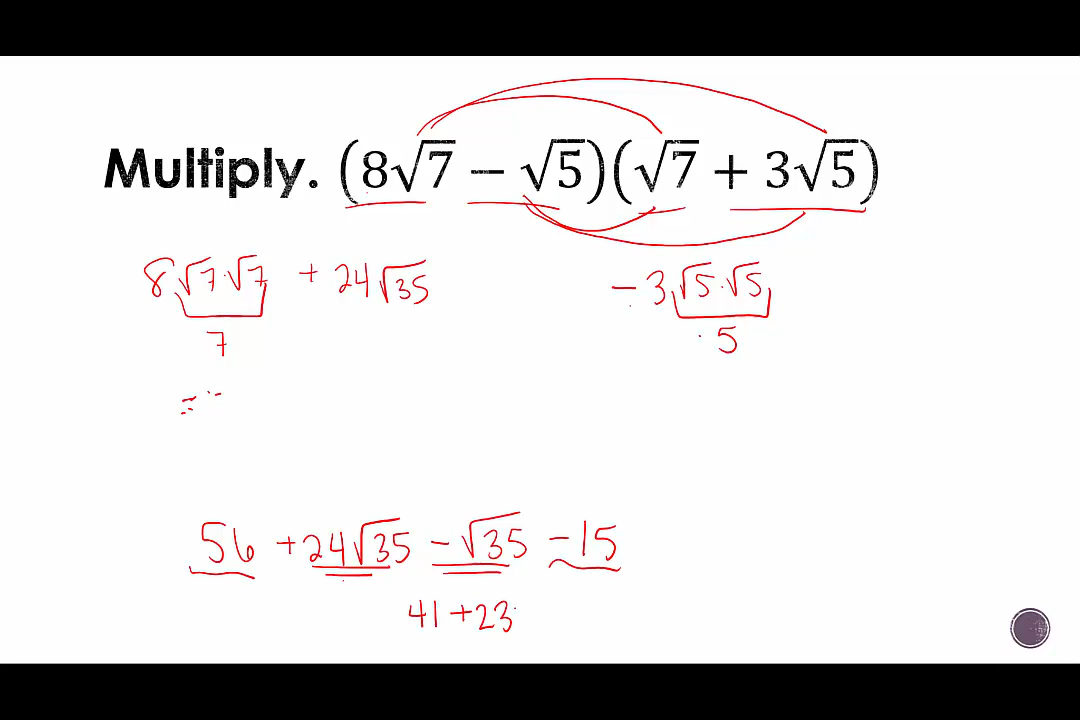 Multiply. (8√7 − √5)(√7 + 3√5)
8√7·√7 + 24√35 − 3√5·√5
7 5
56 + 24√35 − √35 − 15
41 + 23